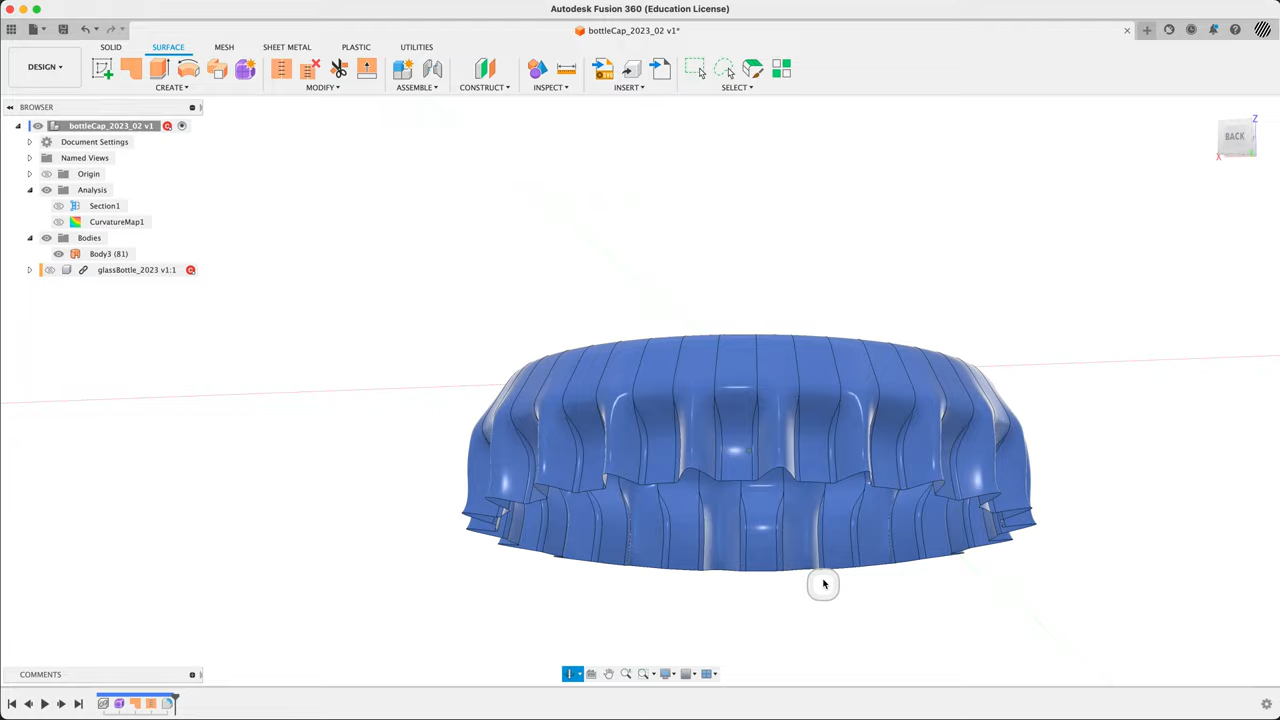 Autodesk Fusion 360 (Education License)
bottleCap_2023_02 v1*
SOLID SURFACE MESH SHEET METAL PLASTIC UTILITIES
DESIGN
CREATE MODIFY ASSEMBLE CONSTRUCT INSPECT INSERT SELECT
BROWSER
bottleCap_2023_02 v1
Document Settings
Named Views
Origin
Analysis
Section1
CurvatureMap1
Bodies
Body3 (81)
glassBottle_2023 v1:1
Z
BACK
X
COMMENTS